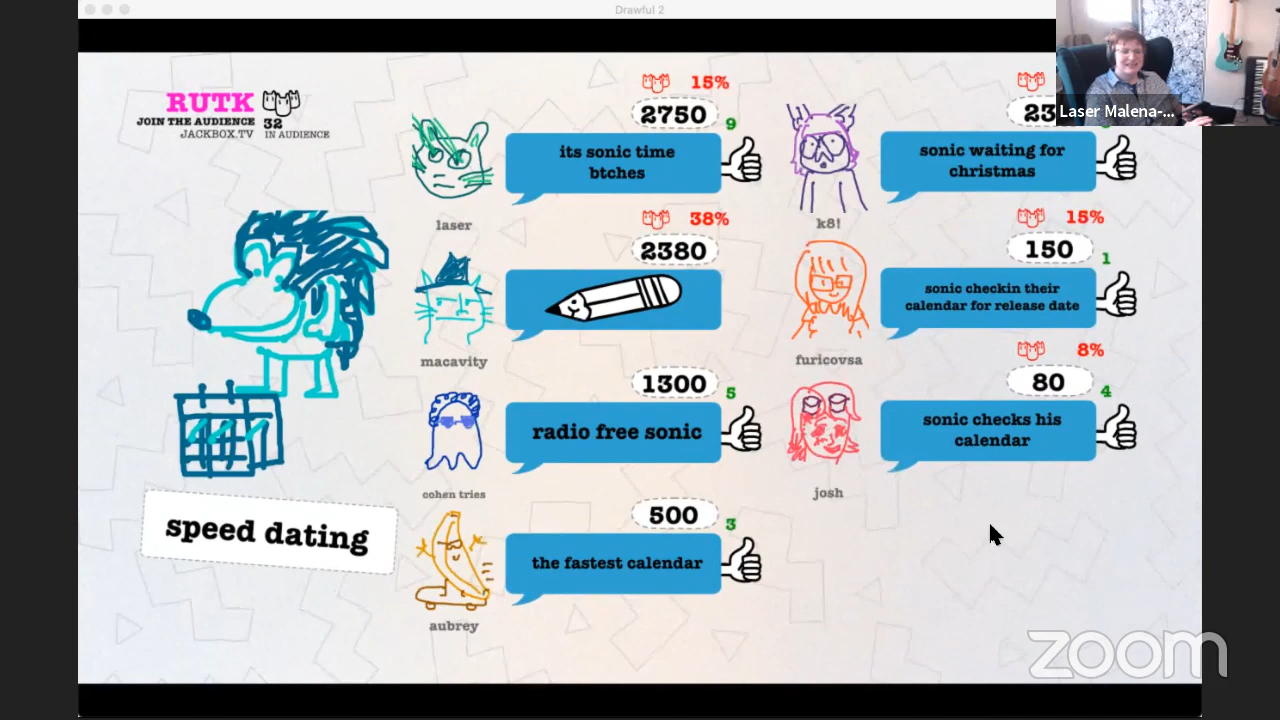 Drawful 2
RUTK
JOIN THE AUDIENCE
JACKBOX.TV
32
IN AUDIENCE
speed dating
15%
2750
9
its sonic time
btches
laser
38%
2380
macavity
1300
5
radio free sonic
cohen tries
500
3
the fastest calendar
aubrey
23
sonic waiting for
christmas
k8!
15%
150
1
sonic checkin their
calendar for release date
furicovsa
8%
80
4
sonic checks his
calendar
josh
Laser Malena-...
zoom